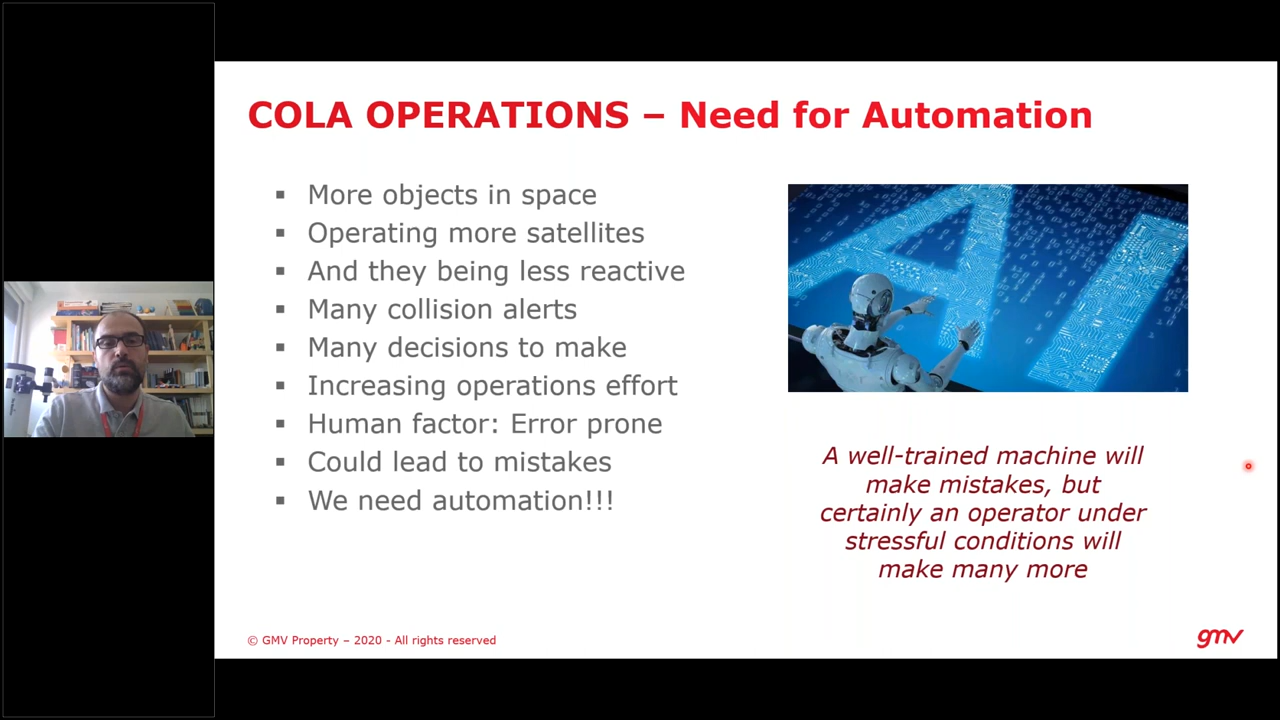 COLA OPERATIONS – Need for Automation
▪ More objects in space
▪ Operating more satellites
▪ And they being less reactive
▪ Many collision alerts
▪ Many decisions to make
▪ Increasing operations effort
▪ Human factor: Error prone
▪ Could lead to mistakes
▪ We need automation!!!
AI
A well-trained machine will
make mistakes, but
certainly an operator under
stressful conditions will
make many more
© GMV Property – 2020 - All rights reserved
gmv